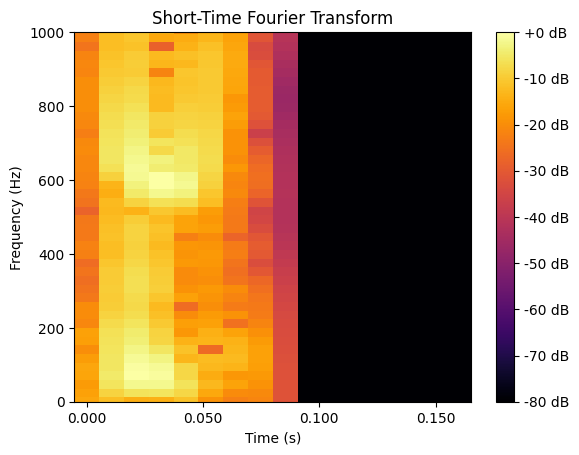 Short-Time Fourier Transform
Frequency (Hz)
1000
800
600
400
200
0
0.000
0.050
0.100
0.150
Time (s)
+0 dB
-10 dB
-20 dB
-30 dB
-40 dB
-50 dB
-60 dB
-70 dB
-80 dB